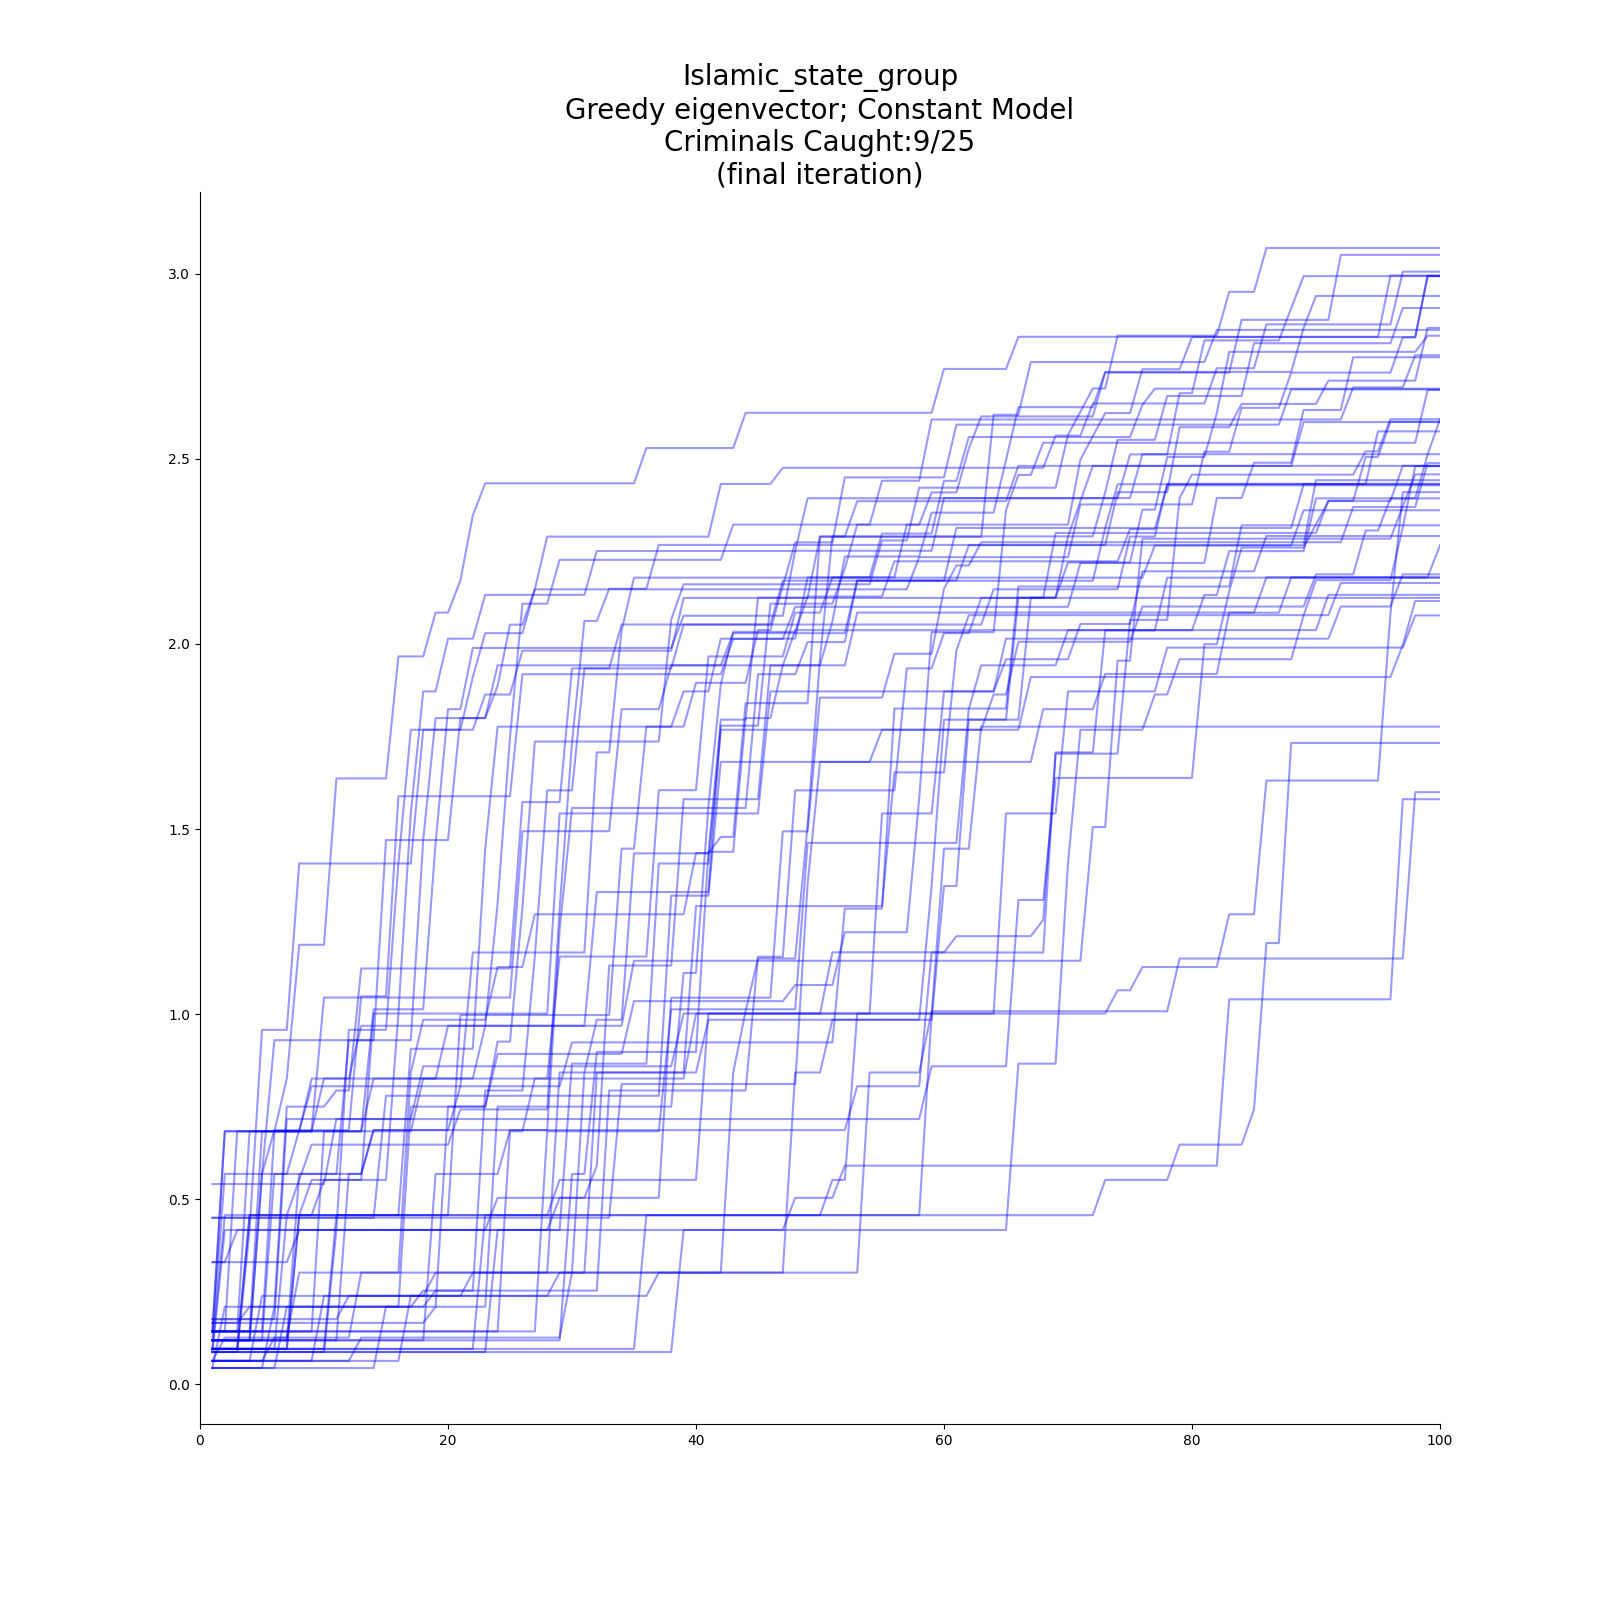 Islamic_state_group
Greedy eigenvector; Constant Model
Criminals Caught:9/25
(final iteration)
3.0
2.5
2.0
1.5
1.0
0.5
0.0
0 20 40 60 80 100